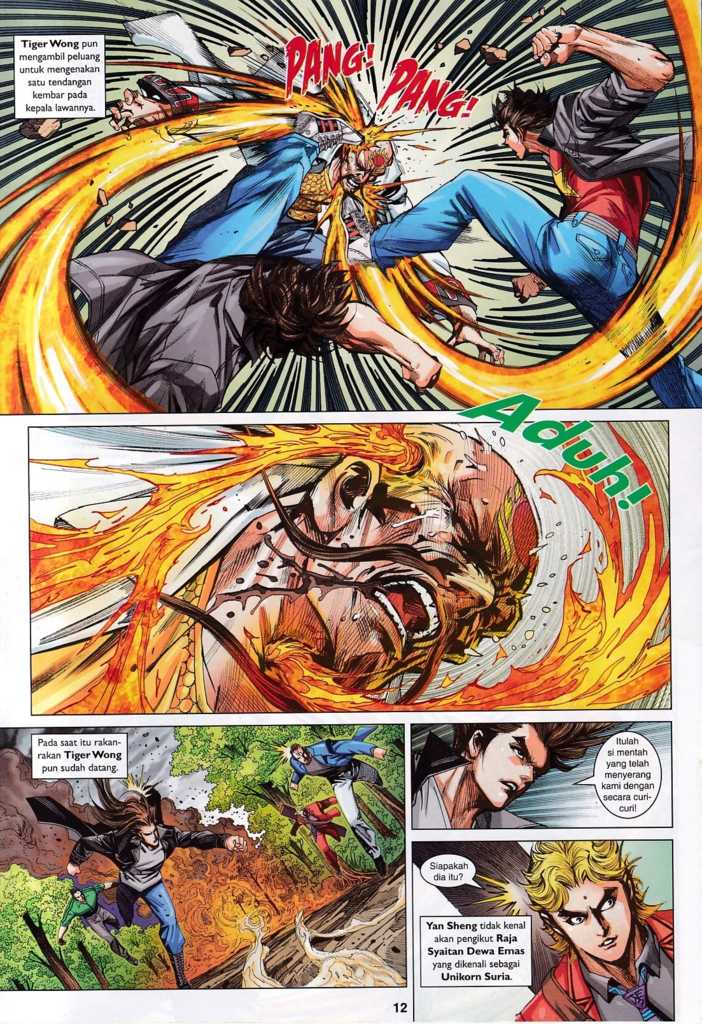 Tiger Wong pun
mengambil peluang
untuk mengenakan
satu tendangan
kembar pada
kepala lawannya.
PANG!
PANG!
Aduh!
Pada saat itu rakan-
rakan Tiger Wong
pun sudah datang.
Itulah
si mentah
yang telah
menyerang
kami dengan
secara curi-
curi!
Siapakah
dia itu?
Yan Sheng tidak kenal
akan pengikut Raja
Syaitan Dewa Emas
yang dikenali sebagai
Unikorn Suria.
12